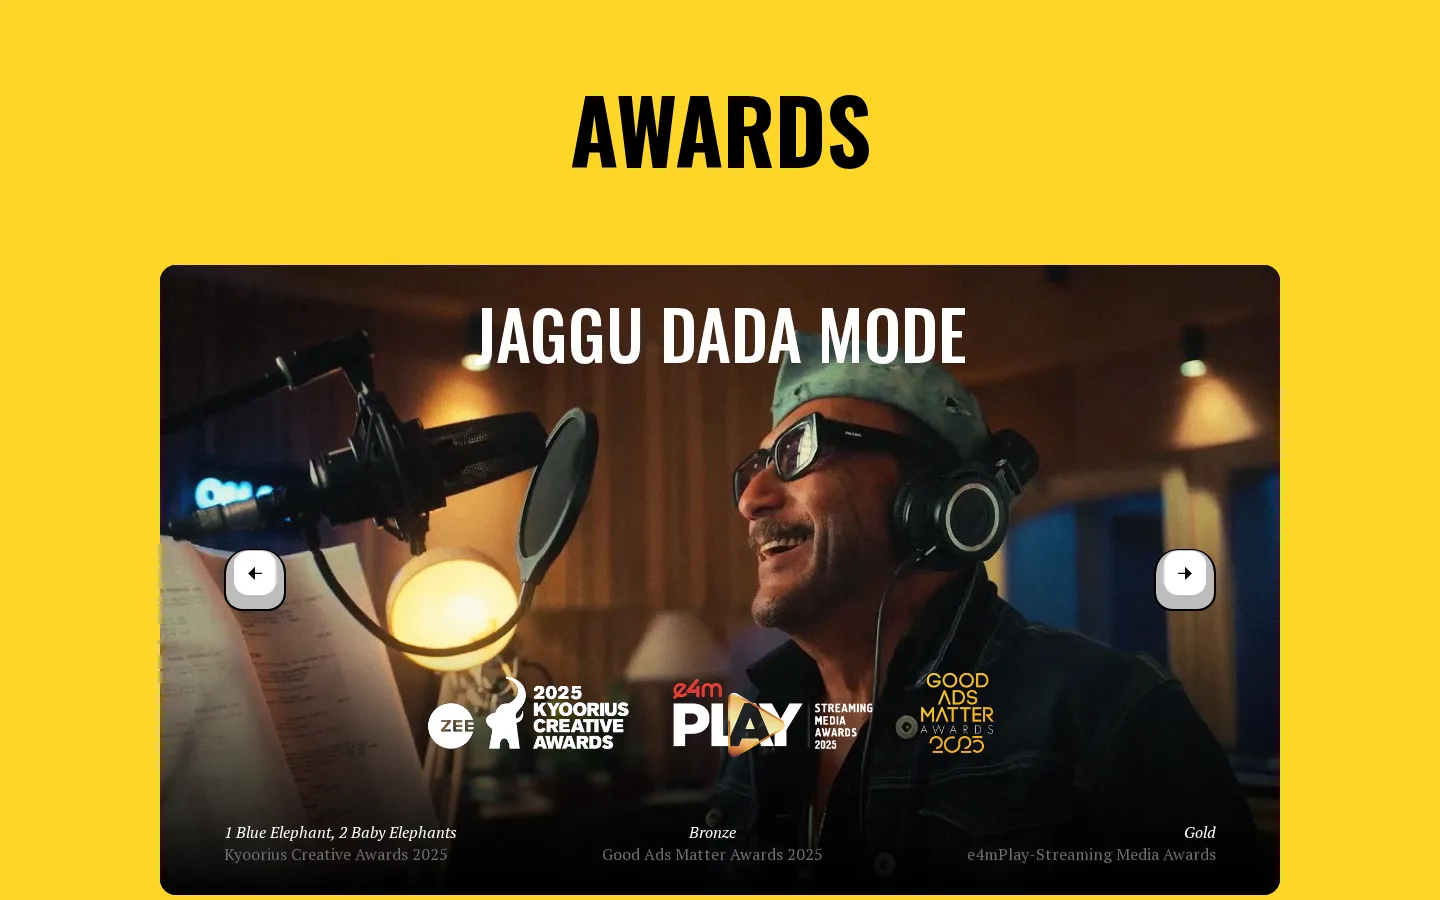 AWARDS
JAGGU DADA MODE
ZEE
2025
KYOORIUS
CREATIVE
AWARDS
e4m
PLAY
STREAMING
MEDIA
AWARDS
2025
GOOD
ADS
MATTER
AWARDS
2025
1 Blue Elephant, 2 Baby Elephants
Kyoorius Creative Awards 2025
Bronze
Good Ads Matter Awards 2025
Gold
e4mPlay-Streaming Media Awards